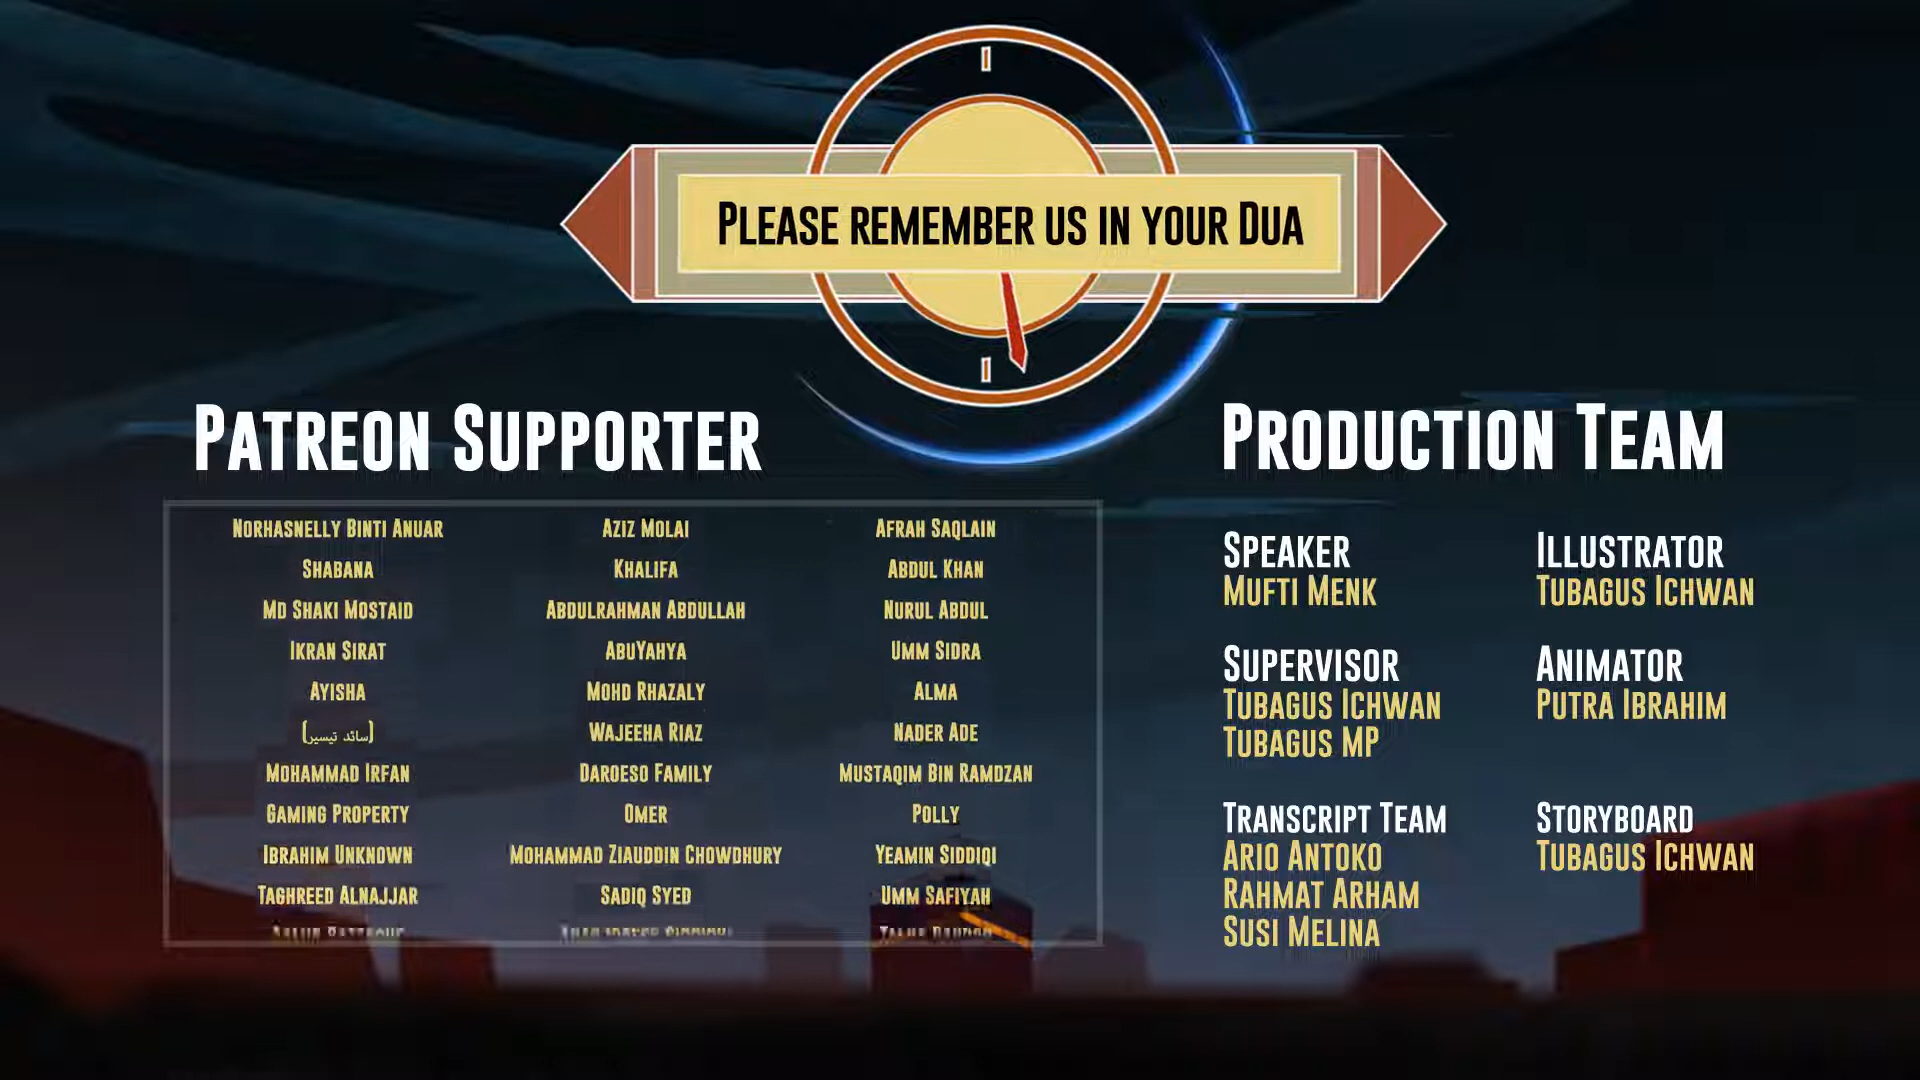 Please remember us in your Dua
Patreon Supporter
Norhasnelly Binti Anuar
Shabana
Md Shaki Mostaid
Ikran Sirat
Ayisha
(سائد تيسير)
Mohammad Irfan
Gaming Property
Ibrahim Unknown
Taghreed Alnajjar
Aziz Molai
Khalifa
Abdulrahman Abdullah
AbuYahya
Mohd Rhazaly
Wajeeha Riaz
Daroeso Family
Omer
Mohammad Ziauddin Chowdhury
Sadiq Syed
Afrah Saqlain
Abdul Khan
Nurul Abdul
Umm Sidra
Alma
Nader Ade
Mustaqim Bin Ramdzan
Polly
Yeamin Siddiqi
Umm Safiyah
Production Team
Speaker
Mufti Menk
Supervisor
Tubagus Ichwan
Tubagus MP
Transcript Team
Ario Antoko
Rahmat Arham
Susi Melina
Illustrator
Tubagus Ichwan
Animator
Putra Ibrahim
Storyboard
Tubagus Ichwan